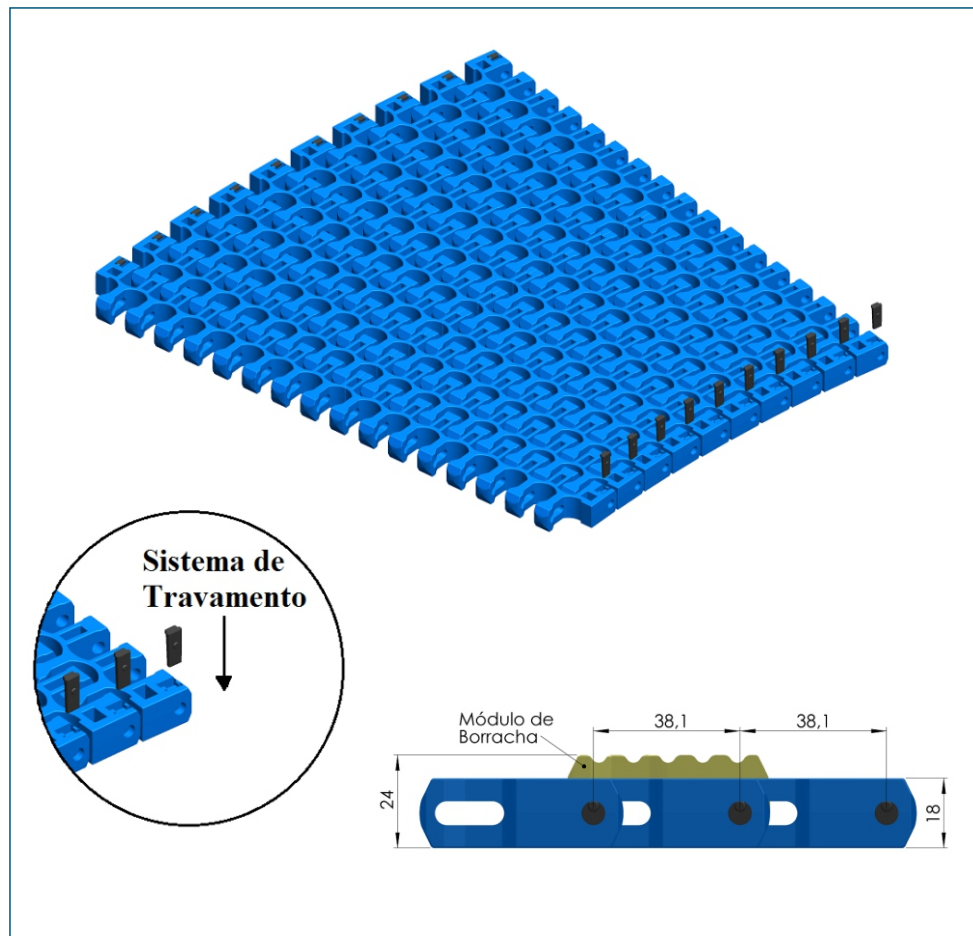 Sistema de
Travamento
Módulo de
Borracha
38,1
38,1
24
18